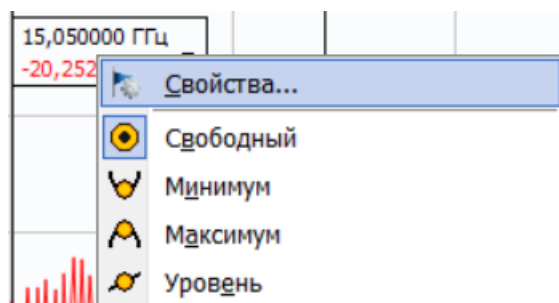 15,050000 ГГц
-20,252
Свойства...
Свободный
Минимум
Максимум
Уровень